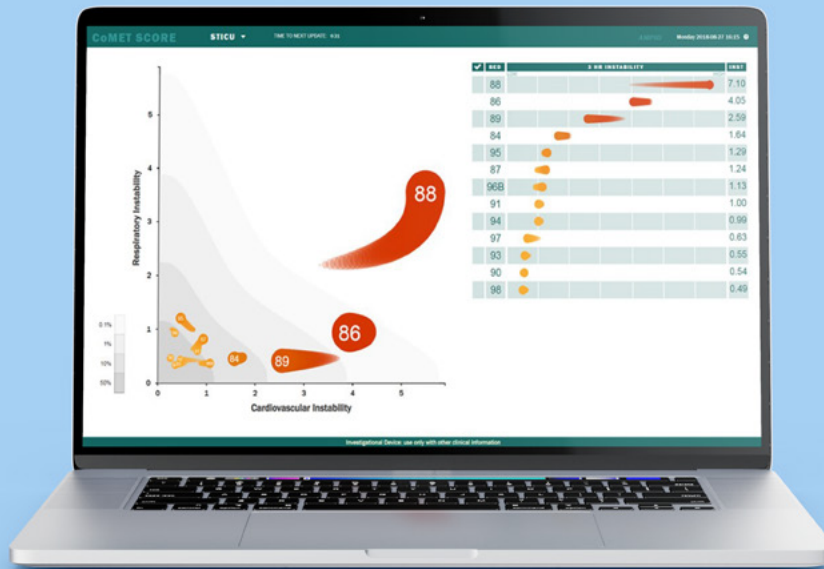 CoMET SCORE
STICU
TIME TO NEXT UPDATE 4:31
Monday 2018-08-27 16:25
Respiratory Instability
5
4
3
2
1
0
88
86
84
89
0.1%
1%
10%
50%
0 1 2 3 4 5
Cardiovascular Instability
BED 3 HR INSTABILITY INST
88 7.10
86 4.05
89 2.59
84 1.64
95 1.29
87 1.24
96B 1.13
91 1.00
94 0.99
97 0.63
93 0.55
90 0.54
98 0.49
Investigational Device: use only with other clinical information